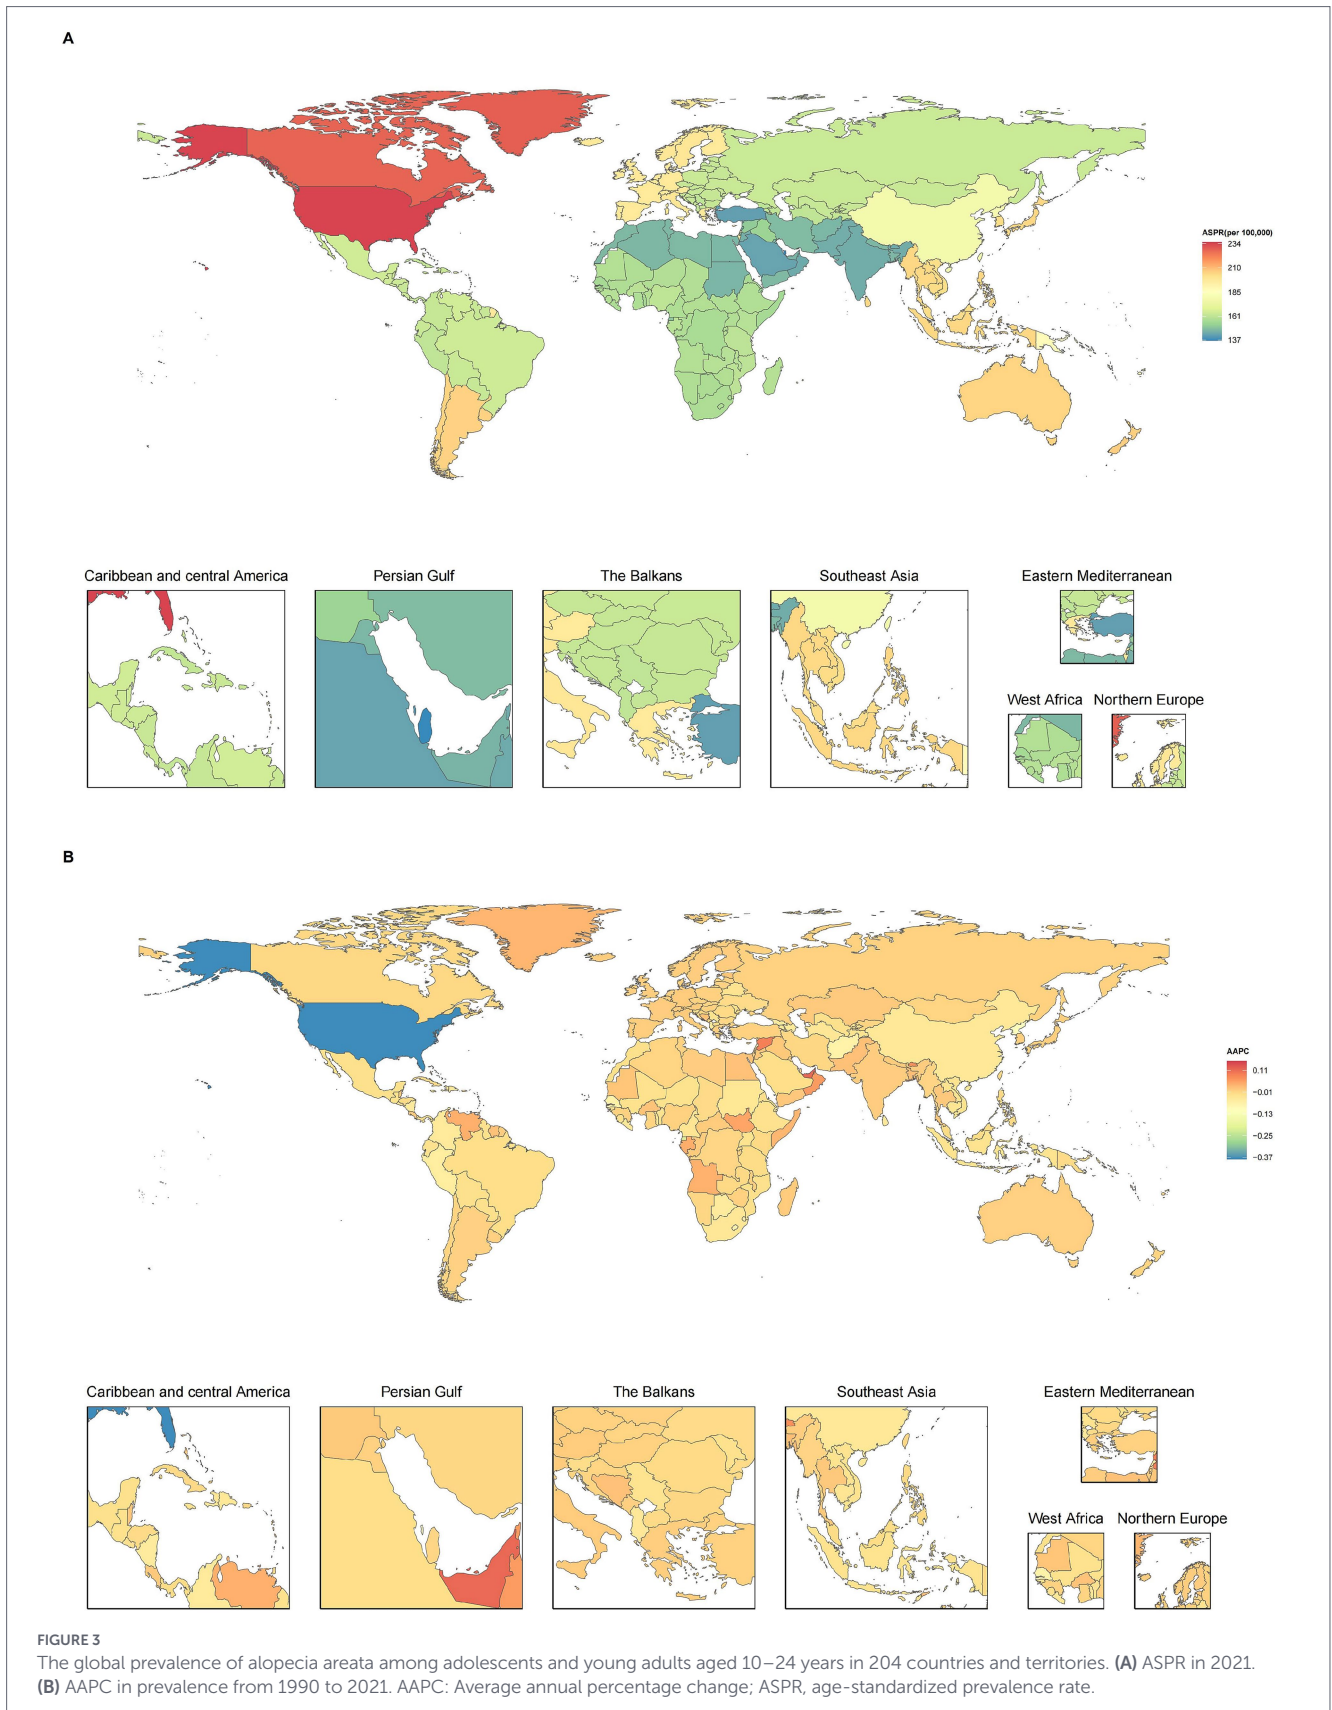 A
ASPR(per 100,000)
234
210
185
161
137
Caribbean and central America
Persian Gulf
The Balkans
Southeast Asia
Eastern Mediterranean
West Africa
Northern Europe
B
AAPC
0.11
−0.01
−0.13
−0.25
−0.37
Caribbean and central America
Persian Gulf
The Balkans
Southeast Asia
Eastern Mediterranean
West Africa
Northern Europe
FIGURE 3
The global prevalence of alopecia areata among adolescents and young adults aged 10–24 years in 204 countries and territories. (A) ASPR in 2021.
(B) AAPC in prevalence from 1990 to 2021. AAPC: Average annual percentage change; ASPR, age-standardized prevalence rate.